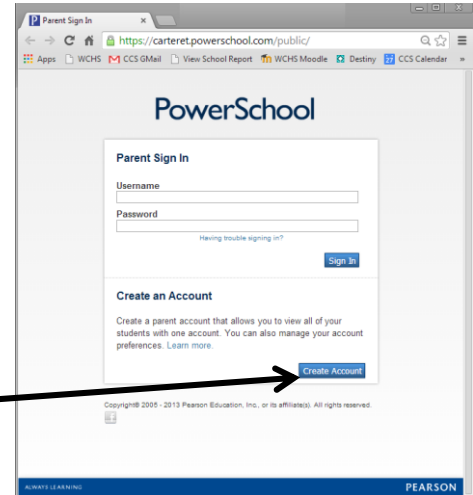 Parent Sign In
https://carteret.powerschool.com/public/
Apps WCHS CCS GMail View School Report WCHS Moodle Destiny 27 CCS Calendar »
PowerSchool
Parent Sign In
Username
Password
Having trouble signing in?
Sign In
Create an Account
Create a parent account that allows you to view all of your
students with one account. You can also manage your account
preferences. Learn more.
Create Account
Copyright© 2005 - 2013 Pearson Education, Inc., or its affiliate(s). All rights reserved.
ALWAYS LEARNING PEARSON